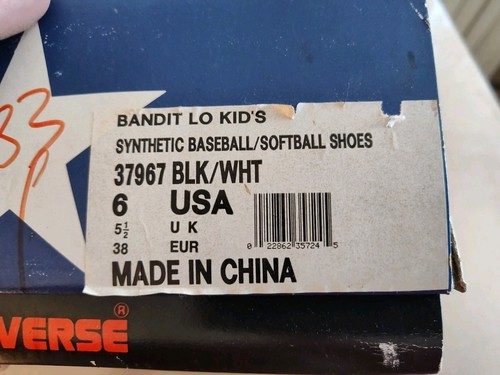 33
BANDIT LO KID'S
SYNTHETIC BASEBALL/SOFTBALL SHOES
37967 BLK/WHT
6 USA
5½ UK
38 EUR
0 22862 35724 5
MADE IN CHINA
VERSE®